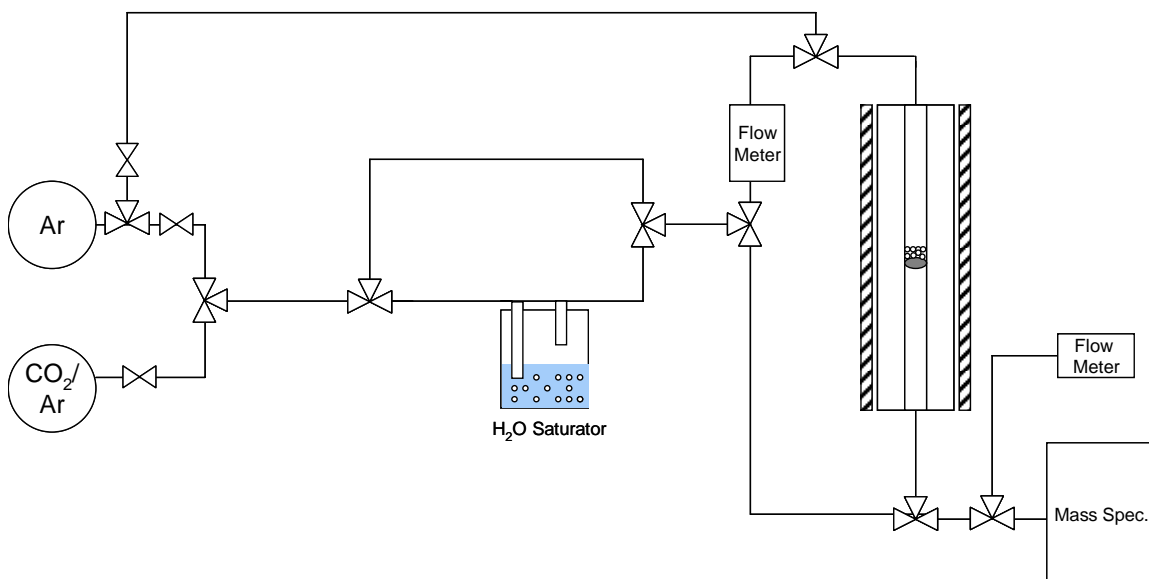 Flow
Meter
Ar
CO₂/
Ar
Flow
Meter
H₂O Saturator
Mass Spec.